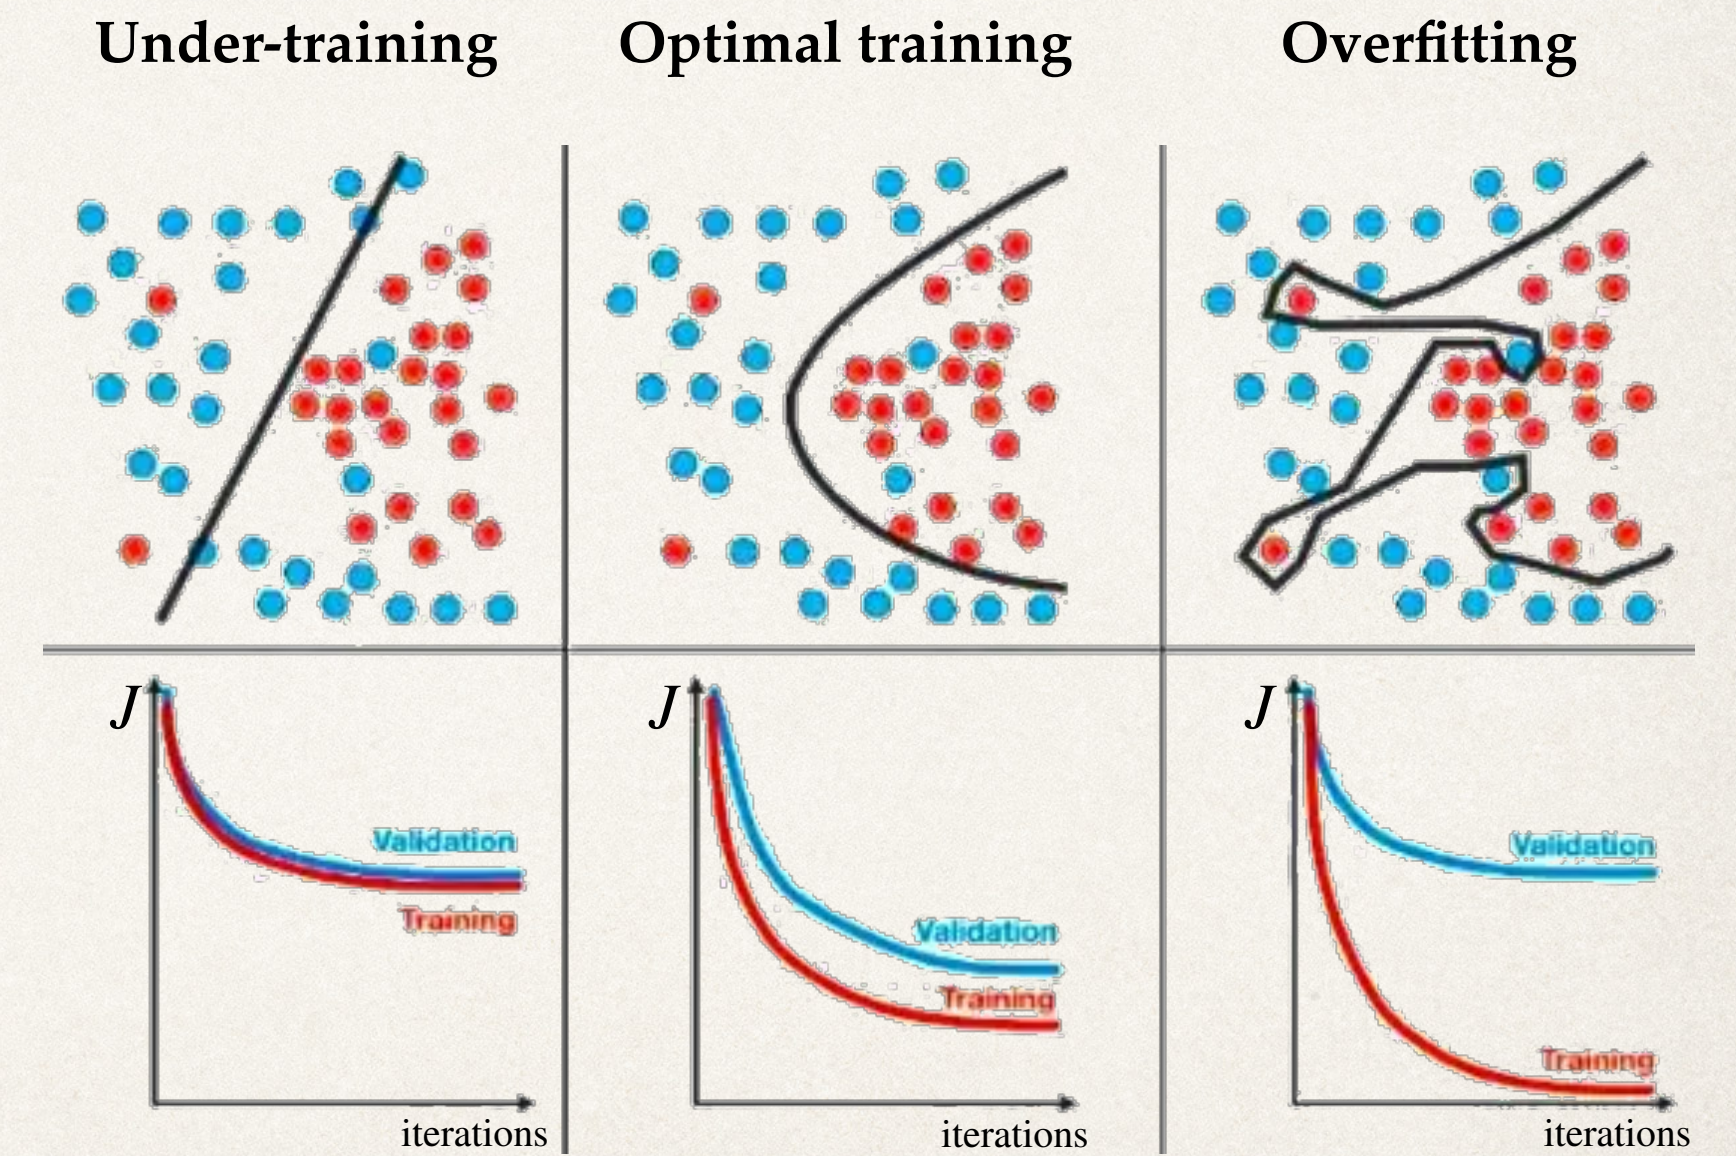 Under-training
Optimal training
Overfitting
J
Validation
Training
iterations
J
Validation
Training
iterations
J
Validation
Training
iterations